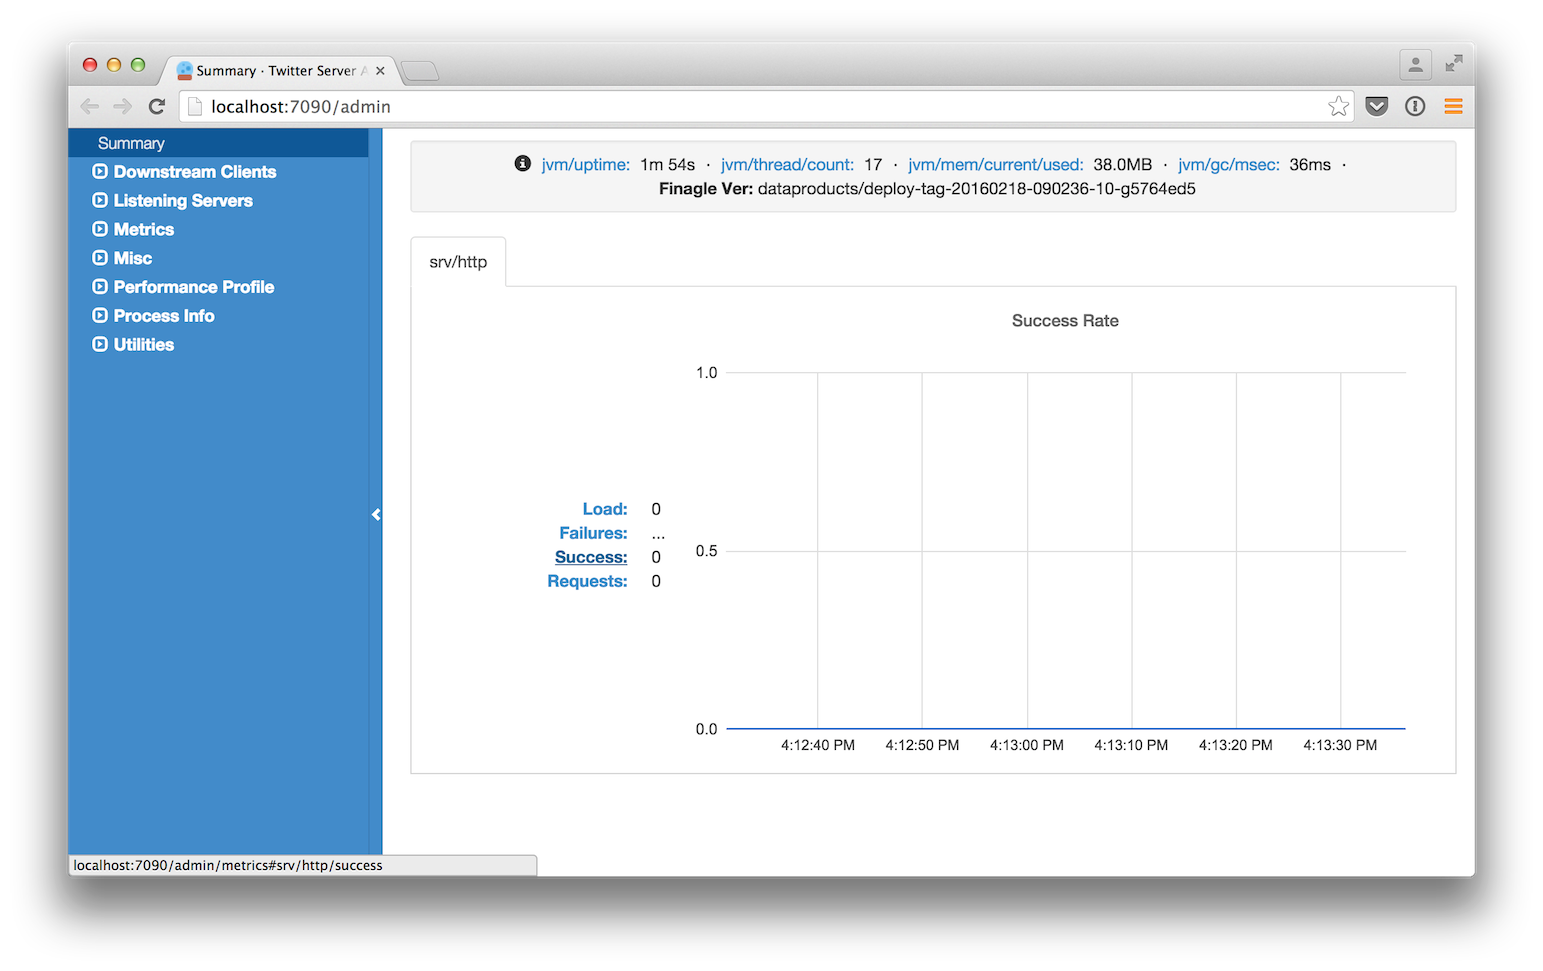 Summary · Twitter Server
localhost:7090/admin
Summary
Downstream Clients
Listening Servers
Metrics
Misc
Performance Profile
Process Info
Utilities
jvm/uptime: 1m 54s · jvm/thread/count: 17 · jvm/mem/current/used: 38.0MB · jvm/gc/msec: 36ms ·
Finagle Ver: dataproducts/deploy-tag-20160218-090236-10-g5764ed5
srv/http
Success Rate
Load: 0
Failures: ...
Success: 0
Requests: 0
1.0
0.5
0.0
4:12:40 PM 4:12:50 PM 4:13:00 PM 4:13:10 PM 4:13:20 PM 4:13:30 PM
localhost:7090/admin/metrics#srv/http/success